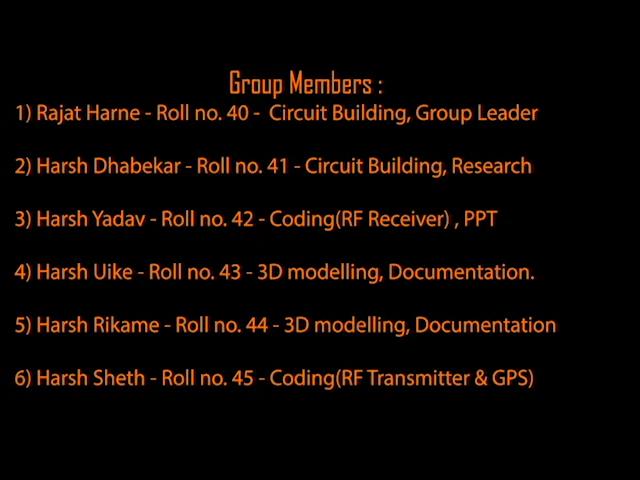 Group Members :
1) Rajat Harne - Roll no. 40 - Circuit Building, Group Leader
2) Harsh Dhabekar - Roll no. 41 - Circuit Building, Research
3) Harsh Yadav - Roll no. 42 - Coding(RF Receiver) , PPT
4) Harsh Uike - Roll no. 43 - 3D modelling, Documentation.
5) Harsh Rikame - Roll no. 44 - 3D modelling, Documentation
6) Harsh Sheth - Roll no. 45 - Coding(RF Transmitter & GPS)